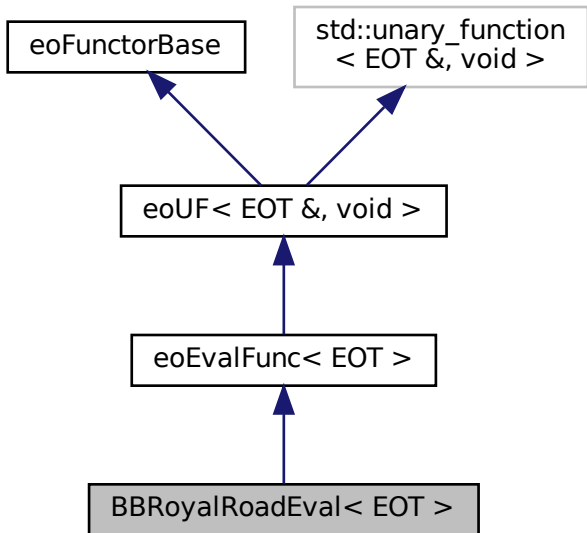 eoFunctorBase
std::unary_function
< EOT &, void >
eoUF< EOT &, void >
eoEvalFunc< EOT >
BBRoyalRoadEval< EOT >